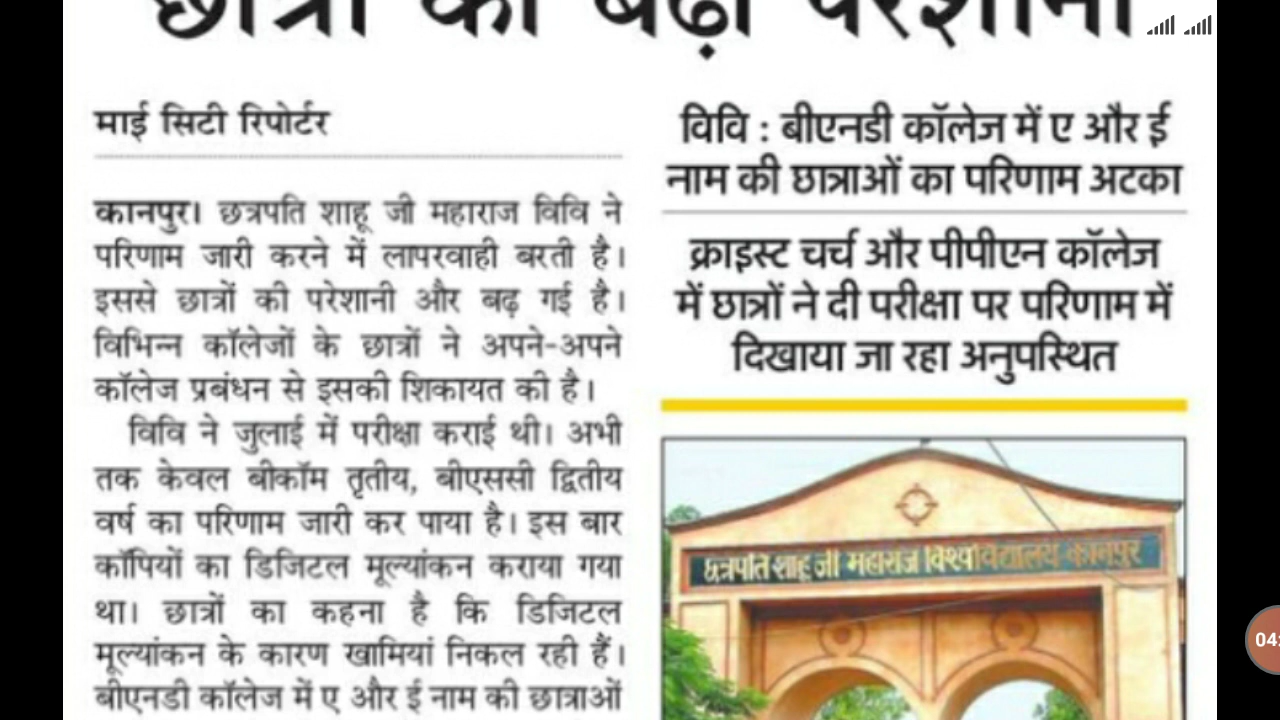 छात्रों की बढ़ी परेशानी
माई सिटी रिपोर्टर
कानपुर। छत्रपति शाहू जी महाराज विवि ने
परिणाम जारी करने में लापरवाही बरती है।
इससे छात्रों की परेशानी और बढ़ गई है।
विभिन्न कॉलेजों के छात्रों ने अपने-अपने
कॉलेज प्रबंधन से इसकी शिकायत की है।
विवि ने जुलाई में परीक्षा कराई थी। अभी
तक केवल बीकॉम तृतीय, बीएससी द्वितीय
वर्ष का परिणाम जारी कर पाया है। इस बार
कॉपियों का डिजिटल मूल्यांकन कराया गया
था। छात्रों का कहना है कि डिजिटल
मूल्यांकन के कारण खामियां निकल रही हैं।
बीएनडी कॉलेज में ए और ई नाम की छात्राओं
विवि : बीएनडी कॉलेज में ए और ई
नाम की छात्राओं का परिणाम अटका
क्राइस्ट चर्च और पीपीएन कॉलेज
में छात्रों ने दी परीक्षा पर परिणाम में
दिखाया जा रहा अनुपस्थित
छत्रपति शाहू जी महाराज विश्वविद्यालय कानपुर
04: